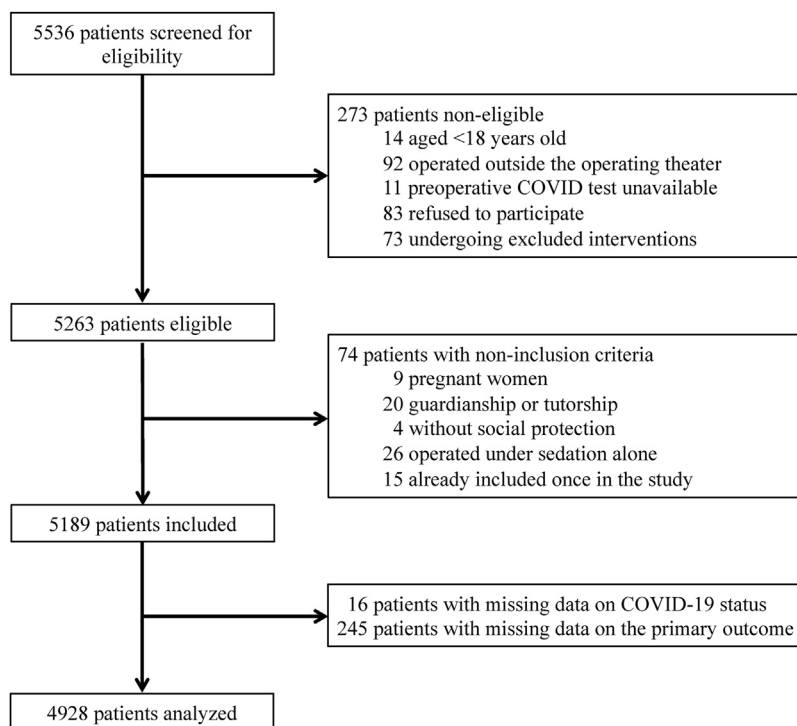 5536 patients screened for
eligibility
273 patients non-eligible
14 aged <18 years old
92 operated outside the operating theater
11 preoperative COVID test unavailable
83 refused to participate
73 undergoing excluded interventions
5263 patients eligible
74 patients with non-inclusion criteria
9 pregnant women
20 guardianship or tutorship
4 without social protection
26 operated under sedation alone
15 already included once in the study
5189 patients included
16 patients with missing data on COVID-19 status
245 patients with missing data on the primary outcome
4928 patients analyzed